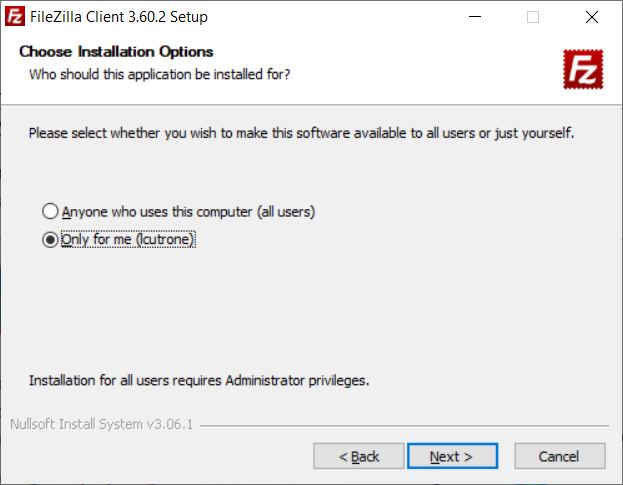 FileZilla Client 3.60.2 Setup
Choose Installation Options
Who should this application be installed for?
Fz
Please select whether you wish to make this software available to all users or just yourself.
Anyone who uses this computer (all users)
Only for me (lcutrone)
Installation for all users requires Administrator privileges.
Nullsoft Install System v3.06.1
< Back Next > Cancel